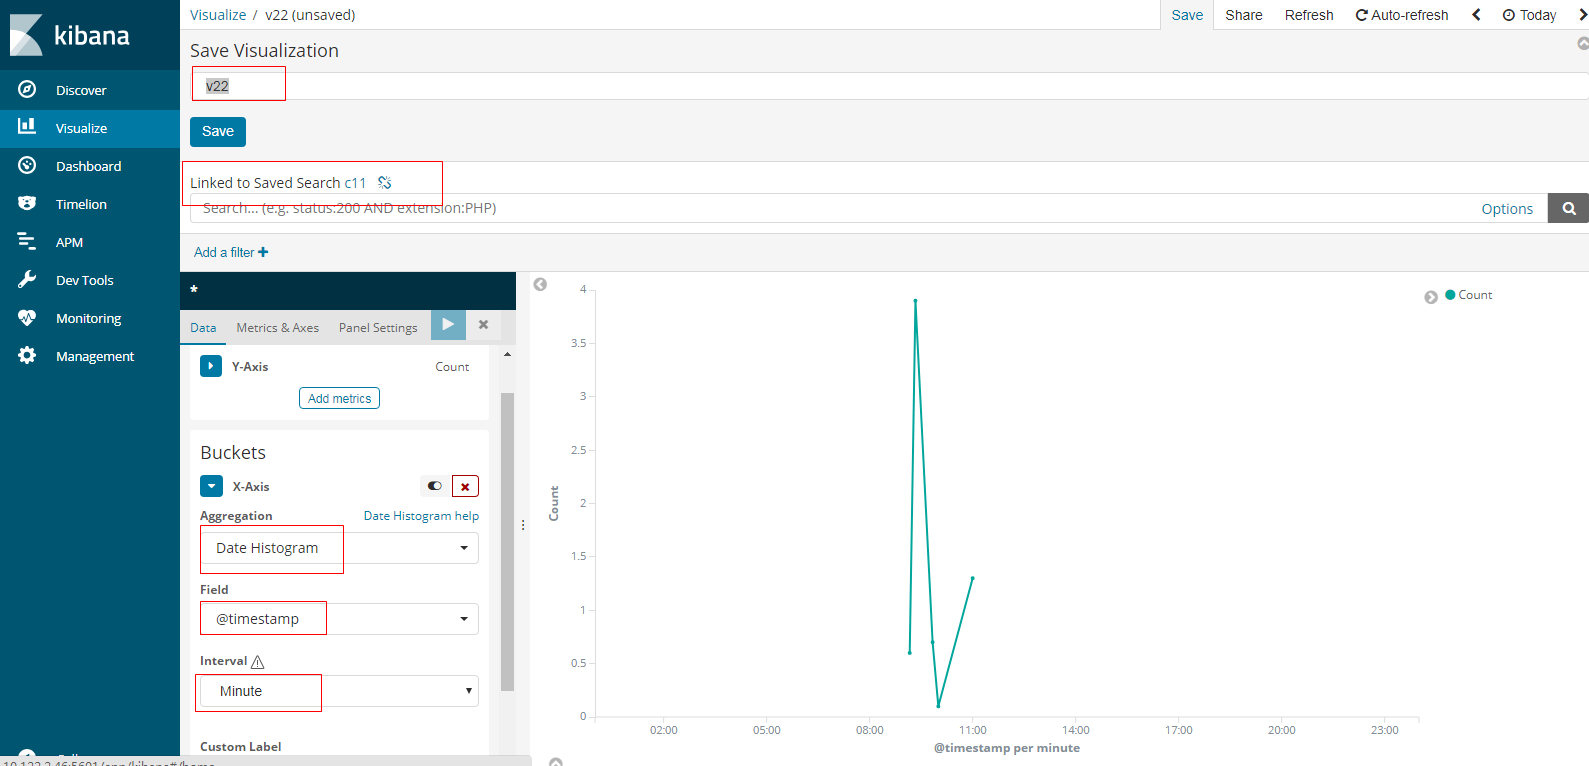 kibana
Discover
Visualize
Dashboard
Timelion
APM
Dev Tools
Monitoring
Management
Visualize / v22 (unsaved)
Save Share Refresh Auto-refresh Today
Save Visualization
v22
Save
Linked to Saved Search c11
Search... (e.g. status:200 AND extension:PHP)
Options
Add a filter
*
Data Metrics & Axes Panel Settings
Y-Axis Count
Add metrics
Buckets
X-Axis
Aggregation Date Histogram help
Date Histogram
Field
@timestamp
Interval
Minute
Custom Label
Count
4
3.5
3
2.5
2
1.5
1
0.5
0
Count
02:00 05:00 08:00 11:00 14:00 17:00 20:00 23:00
@timestamp per minute